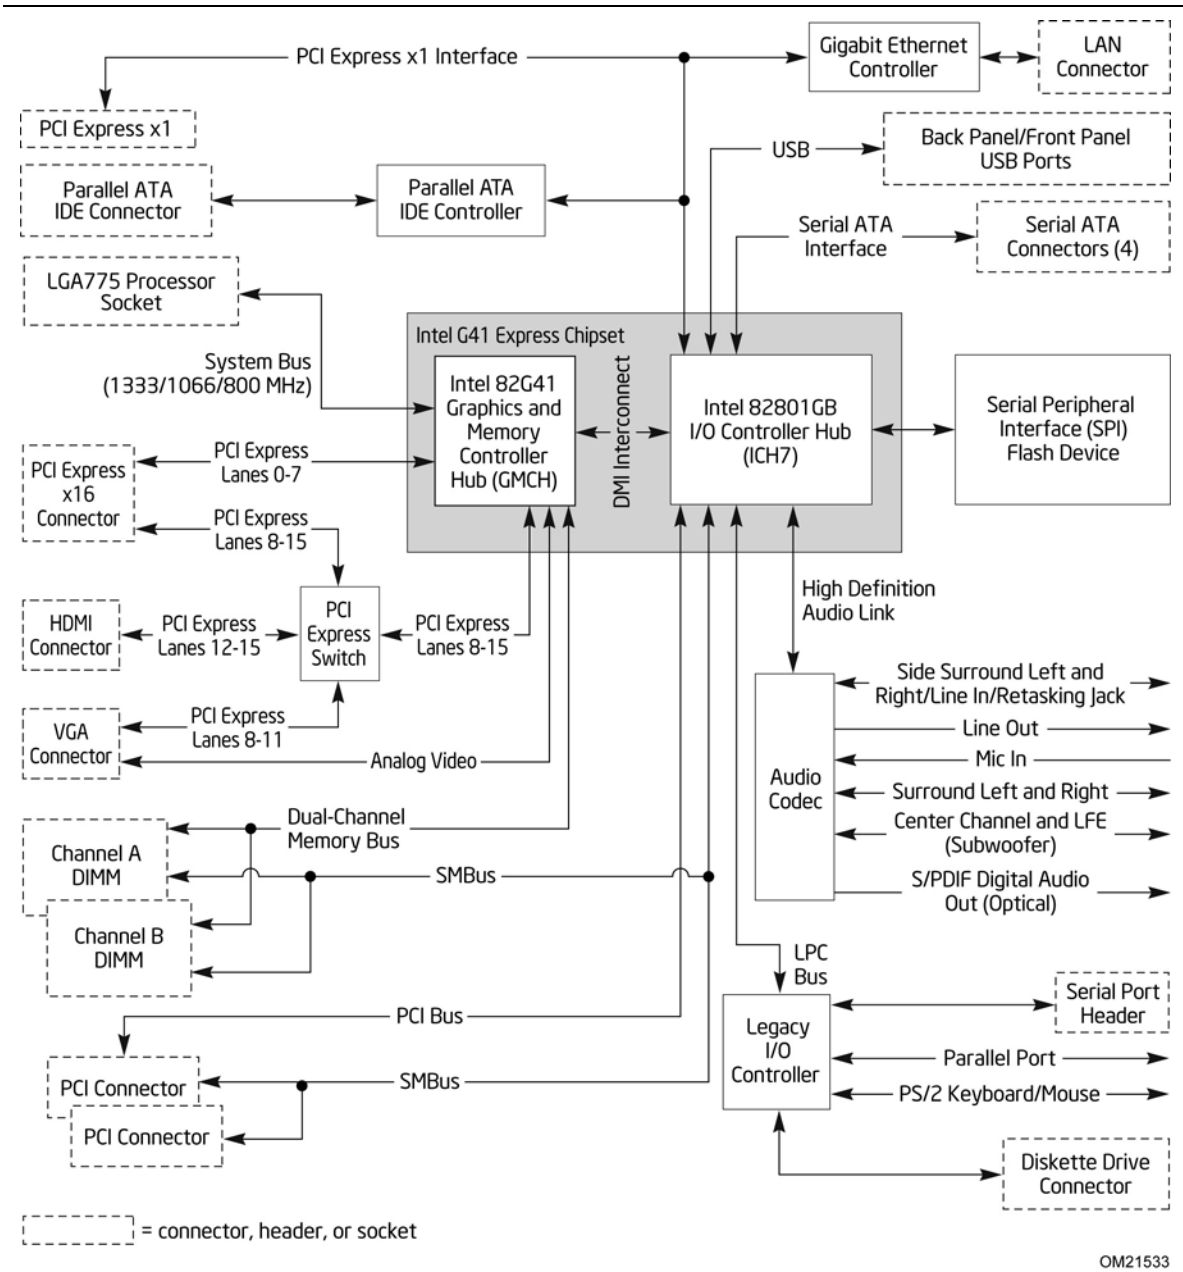 PCI Express x1 Interface
Gigabit Ethernet
Controller
LAN
Connector
PCI Express x1
USB
Back Panel/Front Panel
USB Ports
Parallel ATA
IDE Connector
Parallel ATA
IDE Controller
Serial ATA
Interface
Serial ATA
Connectors (4)
LGA775 Processor
Socket
Intel G41 Express Chipset
System Bus
(1333/1066/800 MHz)
Intel 82G41
Graphics and
Memory
Controller
Hub (GMCH)
DMI Interconnect
Intel 82801GB
I/O Controller Hub
(ICH7)
Serial Peripheral
Interface (SPI)
Flash Device
PCI Express
x16
Connector
PCI Express
Lanes 0-7
PCI Express
Lanes 8-15
High Definition
Audio Link
HDMI
Connector
PCI Express
Lanes 12-15
PCI
Express
Switch
PCI Express
Lanes 8-15
VGA
Connector
PCI Express
Lanes 8-11
Analog Video
Audio
Codec
Side Surround Left and
Right/Line In/Retasking Jack
Line Out
Mic In
Surround Left and Right
Center Channel and LFE
(Subwoofer)
S/PDIF Digital Audio
Out (Optical)
Dual-Channel
Memory Bus
Channel A
DIMM
SMBus
Channel B
DIMM
LPC
Bus
PCI Bus
Legacy
I/O
Controller
Serial Port
Header
Parallel Port
PS/2 Keyboard/Mouse
PCI Connector
SMBus
PCI Connector
Diskette Drive
Connector
= connector, header, or socket
OM21533